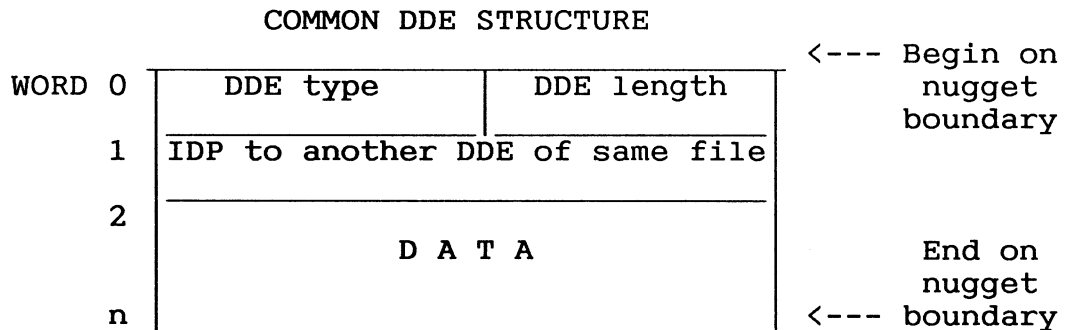 COMMON DDE STRUCTURE
<--- Begin on
WORD 0 DDE type DDE length nugget
boundary
1 IDP to another DDE of same file
2
D A T A End on
nugget
n <--- boundary